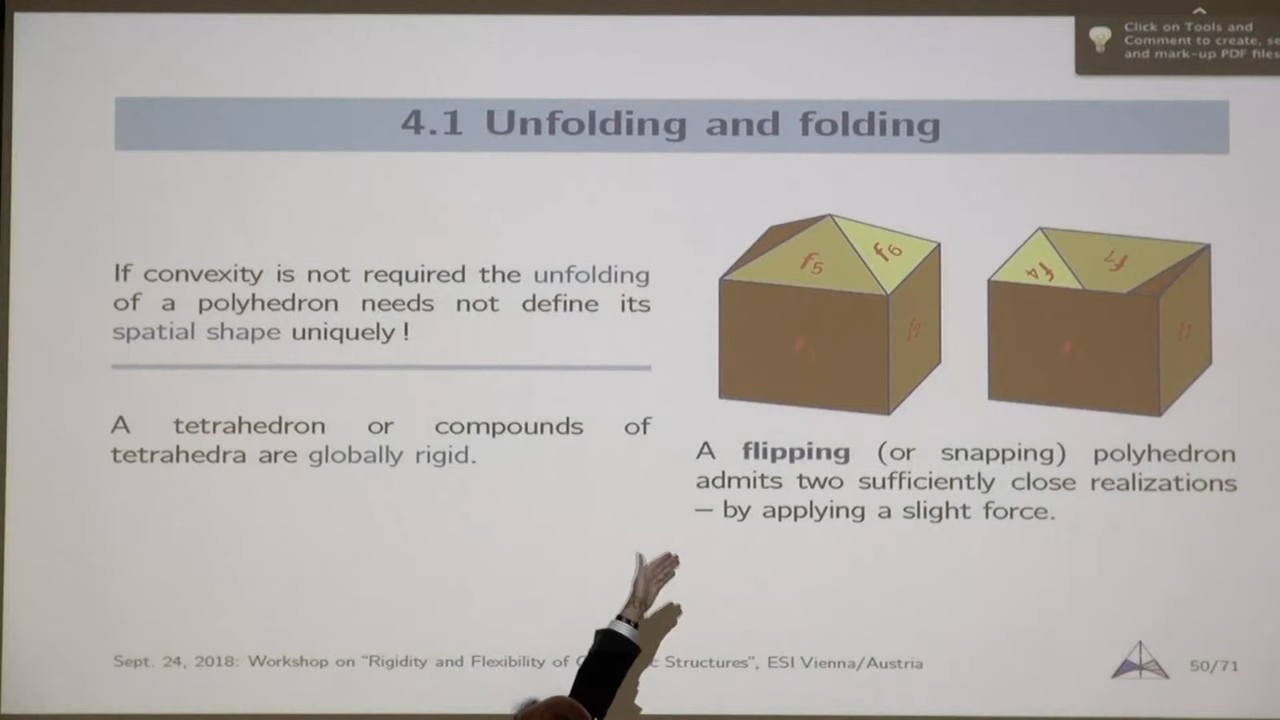 Click on Tools and
Comment to create, se
and mark-up PDF files
4.1 Unfolding and folding
If convexity is not required the unfolding
of a polyhedron needs not define its
spatial shape uniquely !
A tetrahedron or compounds of
tetrahedra are globally rigid.
f5
f6
f4
f7
A flipping (or snapping) polyhedron
admits two sufficiently close realizations
– by applying a slight force.
Sept. 24, 2018: Workshop on "Rigidity and Flexibility of Structures", ESI Vienna/Austria
50/71